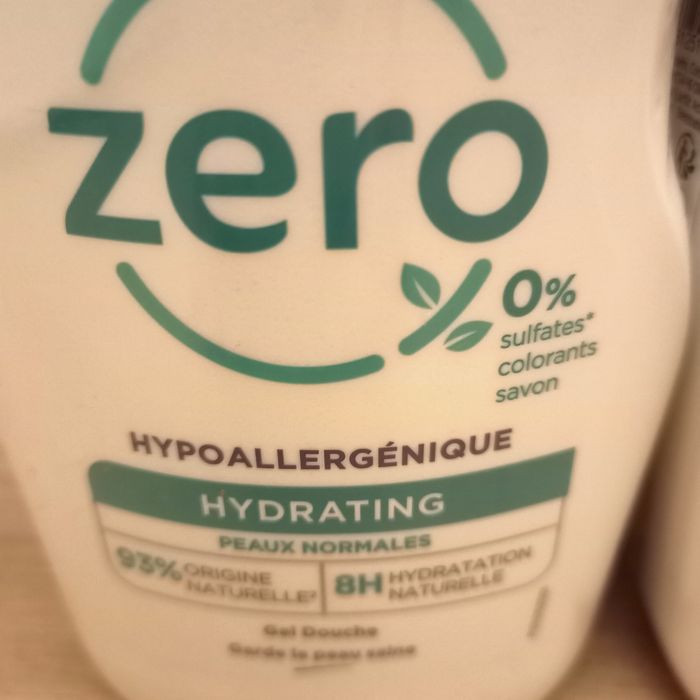 zero
0%
sulfates*
colorants
savon
HYPOALLERGÉNIQUE
HYDRATING
PEAUX NORMALES
93% ORIGINE
NATURELLE²
8H HYDRATATION
NATURELLE
Gel Douche
Garde la peau saine